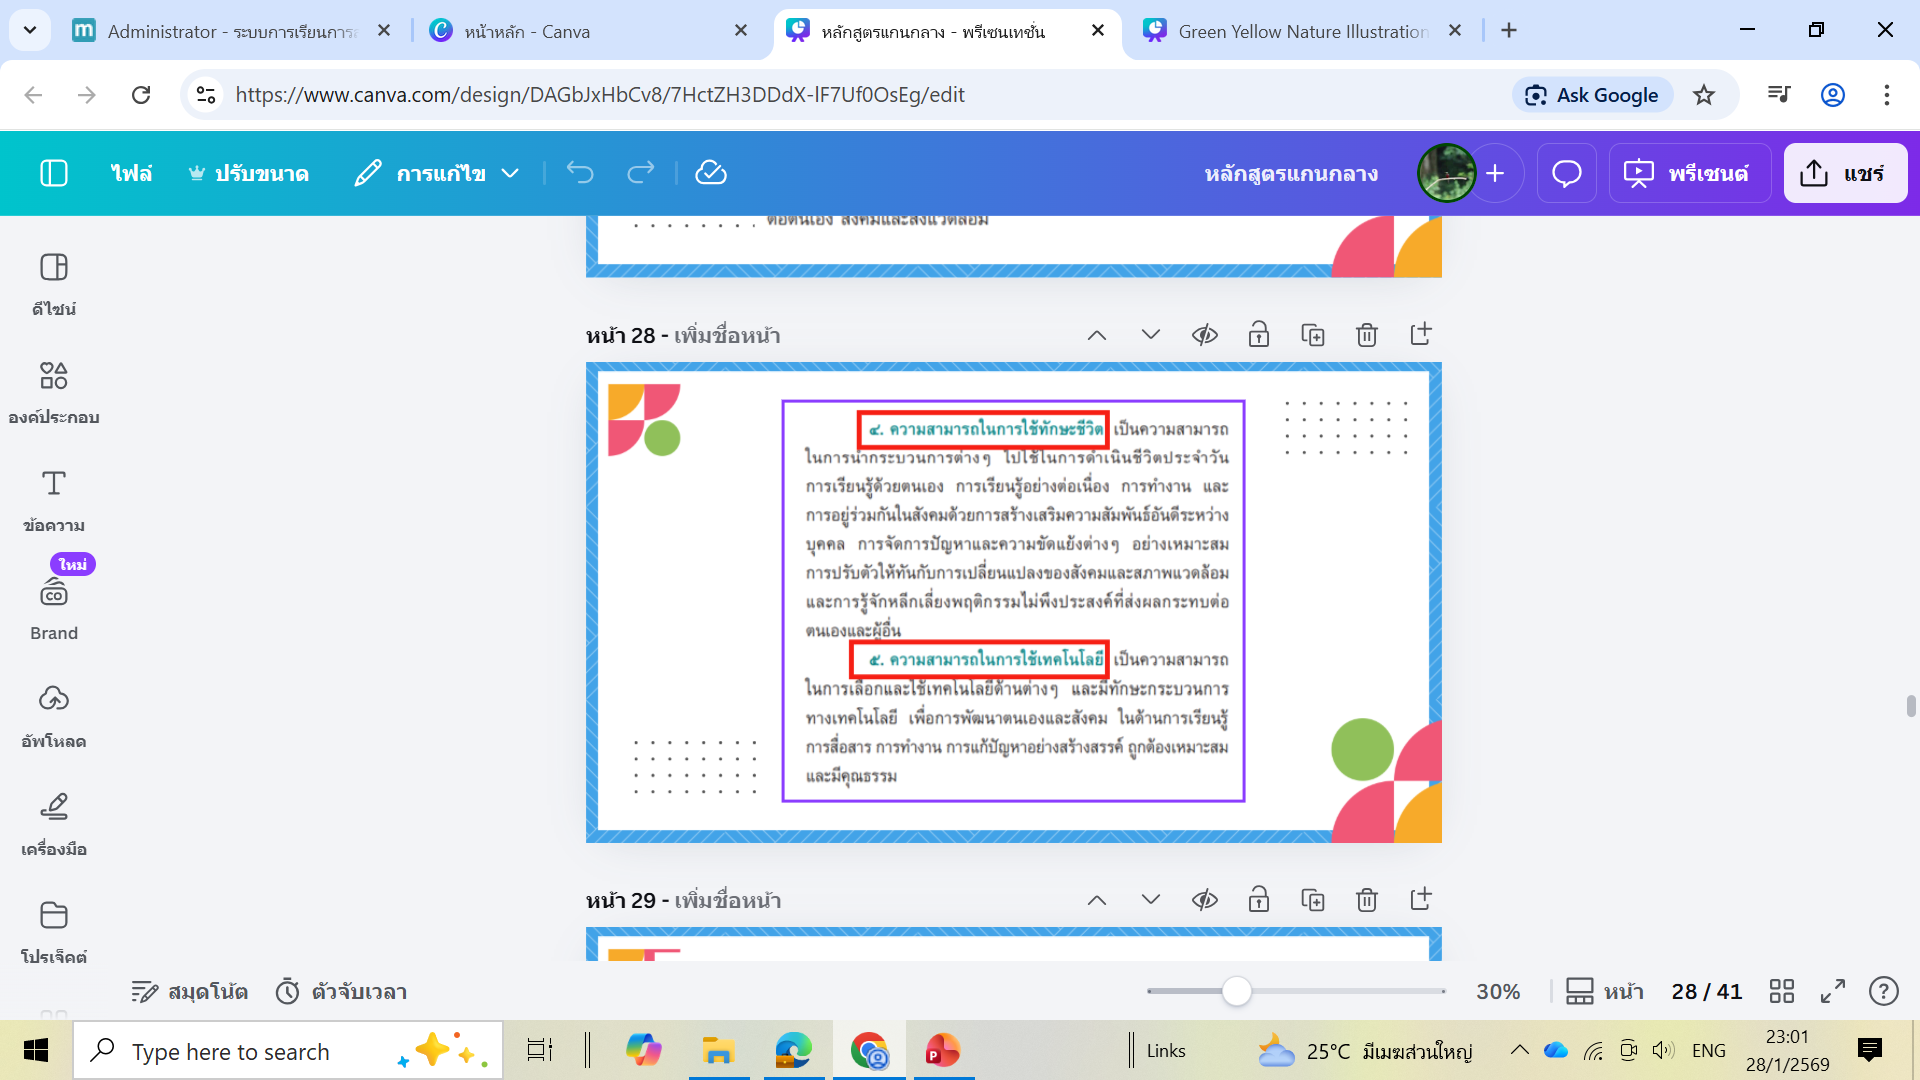 Administrator - ระบบการเรียนการส
หน้าหลัก - Canva
หลักสูตรแกนกลาง - พรีเซนเทชั่น
Green Yellow Nature Illustration
https://www.canva.com/design/DAGbJxHbCv8/7HctZH3DDdX-lF7Uf0OsEg/edit
Ask Google
ไฟล์
ปรับขนาด
การแก้ไข
หลักสูตรแกนกลาง
พรีเซนต์
แชร์
ดีไซน์
องค์ประกอบ
ข้อความ
ใหม่
Brand
อัพโหลด
เครื่องมือ
โปรเจ็คต์
ต่อตนเอง สังคมและสิ่งแวดล้อม
หน้า 28 - เพิ่มชื่อหน้า
๔. ความสามารถในการใช้ทักษะชีวิต เป็นความสามารถ
ในการนำกระบวนการต่างๆ ไปใช้ในการดำเนินชีวิตประจำวัน
การเรียนรู้ด้วยตนเอง การเรียนรู้อย่างต่อเนื่อง การทำงาน และ
การอยู่ร่วมกันในสังคมด้วยการสร้างเสริมความสัมพันธ์อันดีระหว่าง
บุคคล การจัดการปัญหาและความขัดแย้งต่างๆ อย่างเหมาะสม
การปรับตัวให้ทันกับการเปลี่ยนแปลงของสังคมและสภาพแวดล้อม
และการรู้จักหลีกเลี่ยงพฤติกรรมไม่พึงประสงค์ที่ส่งผลกระทบต่อ
ตนเองและผู้อื่น
๕. ความสามารถในการใช้เทคโนโลยี เป็นความสามารถ
ในการเลือกและใช้เทคโนโลยีด้านต่างๆ และมีทักษะกระบวนการ
ทางเทคโนโลยี เพื่อการพัฒนาตนเองและสังคม ในด้านการเรียนรู้
การสื่อสาร การทำงาน การแก้ปัญหาอย่างสร้างสรรค์ ถูกต้องเหมาะสม
และมีคุณธรรม
หน้า 29 - เพิ่มชื่อหน้า
สมุดโน้ต
ตัวจับเวลา
30%
หน้า
28 / 41
Type here to search
Links
25°C มีเมฆส่วนใหญ่
ENG
23:01
28/1/2569